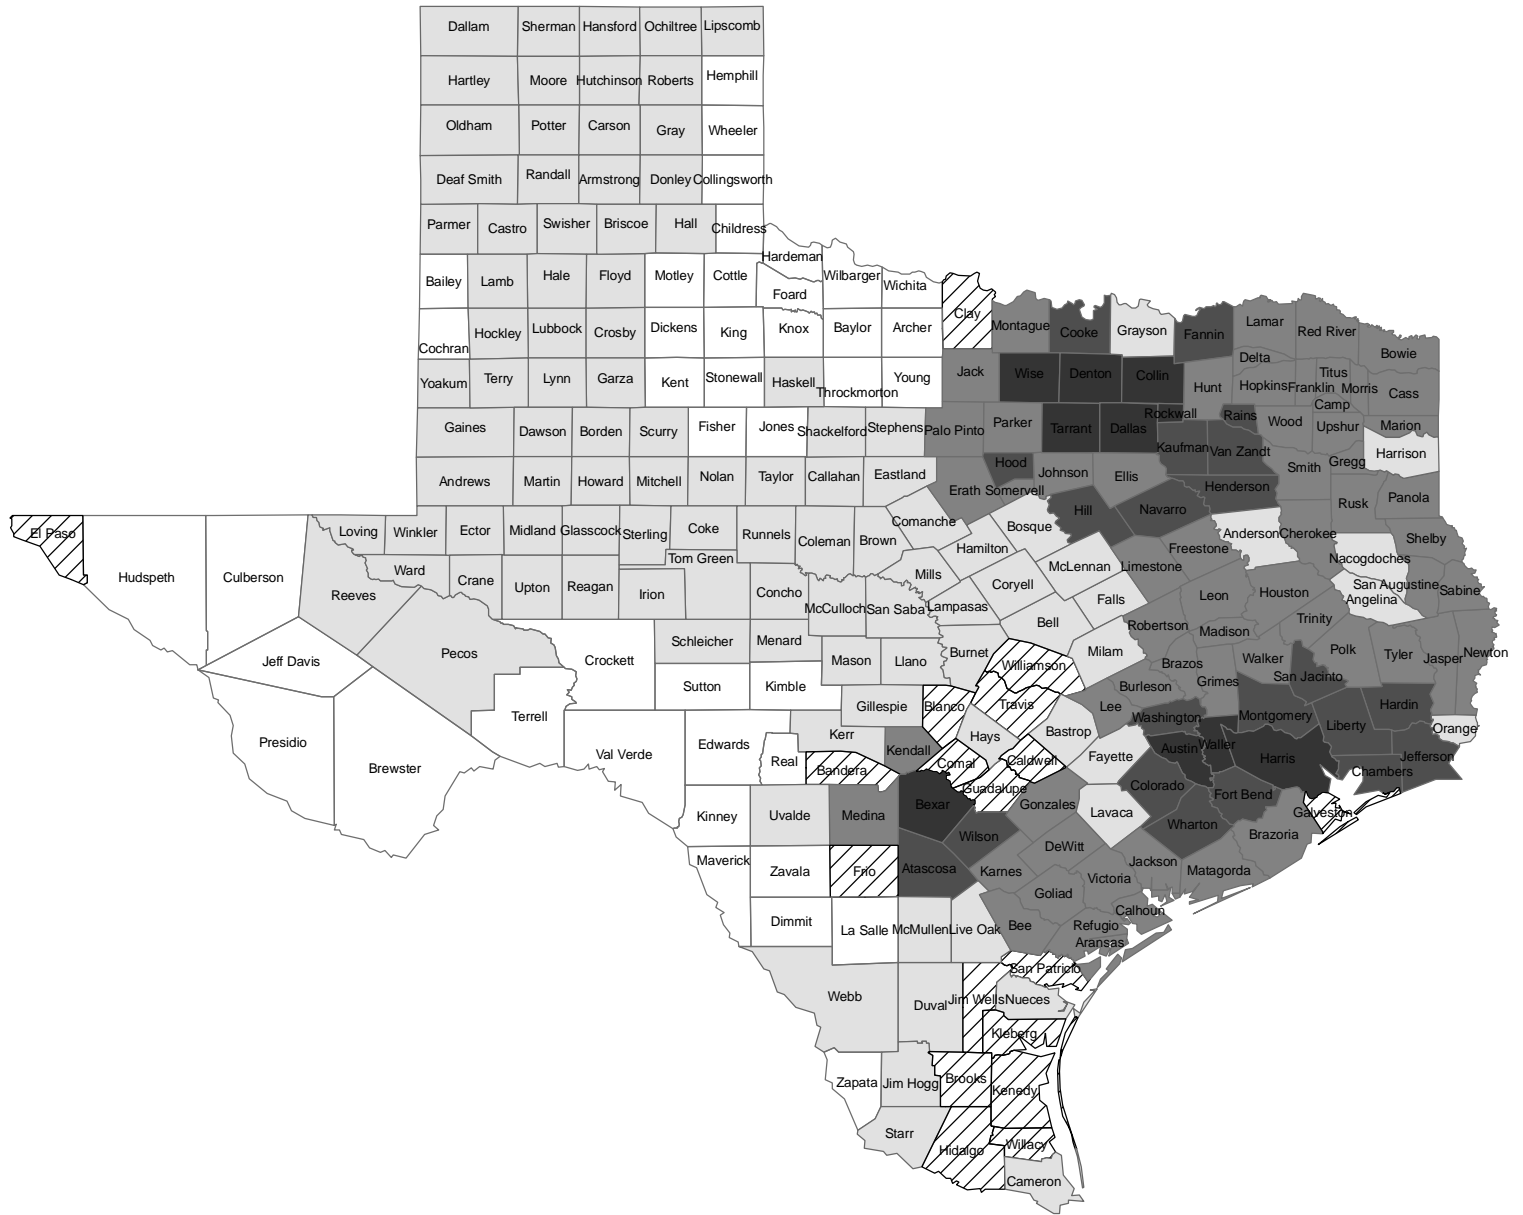 Dallam Sherman Hansford Ochiltree Lipscomb
Hartley Moore Hutchinson Roberts Hemphill
Oldham Potter Carson Gray Wheeler
Deaf Smith Randall Armstrong Donley Collingsworth
Parmer Castro Swisher Briscoe Hall Childress
Hardeman
Bailey Lamb Hale Floyd Motley Cottle Foard Wilbarger Wichita Clay
Cochran Hockley Lubbock Crosby Dickens King Knox Baylor Archer Montague Cooke Grayson Fannin Lamar Red River Bowie
Yoakum Terry Lynn Garza Kent Stonewall Haskell Throckmorton Young Jack Wise Denton Collin Hunt Delta Hopkins Franklin Titus Morris Cass
Camp
Gaines Dawson Borden Scurry Fisher Jones Shackelford Stephens Palo Pinto Parker Tarrant Dallas Rockwall Rains Wood Upshur Marion
Kaufman Van Zandt Smith Gregg Harrison
Andrews Martin Howard Mitchell Nolan Taylor Callahan Eastland Erath Somervell Hood Johnson Ellis Henderson Rusk Panola
El Paso Loving Winkler Ector Midland Glasscock Sterling Coke Runnels Coleman Brown Comanche Bosque Hill Navarro
Tom Green Hamilton Freestone Anderson Cherokee Nacogdoches Shelby
Hudspeth Culberson Reeves Ward Crane Upton Reagan Irion Concho McCulloch San Saba Mills Coryell McLennan Limestone
Lampasas Falls Leon Houston Angelina San Augustine Sabine
Jeff Davis Pecos Crockett Schleicher Menard Mason Llano Burnet Bell Milam Robertson Madison Trinity
Williamson Brazos Walker Polk Tyler Jasper Newton
Sutton Kimble Gillespie Blanco Travis Lee Burleson Grimes San Jacinto
Presidio Brewster Terrell Val Verde Edwards Kerr Kendall Hays Bastrop Washington Montgomery Liberty Hardin Orange
Real Bandera Comal Caldwell Fayette Austin Waller Harris Chambers Jefferson
Kinney Uvalde Medina Bexar Guadalupe Gonzales Lavaca Colorado Fort Bend Galveston
Wilson Wharton Brazoria
Maverick Zavala Frio Atascosa Karnes DeWitt Jackson Matagorda
Goliad Victoria
Dimmit La Salle McMullen Live Oak Bee Refugio Calhoun
Aransas
San Patricio
Webb Duval Jim Wells Nueces
Kleberg
Zapata Jim Hogg Brooks Kenedy
Starr Hidalgo Willacy
Cameron